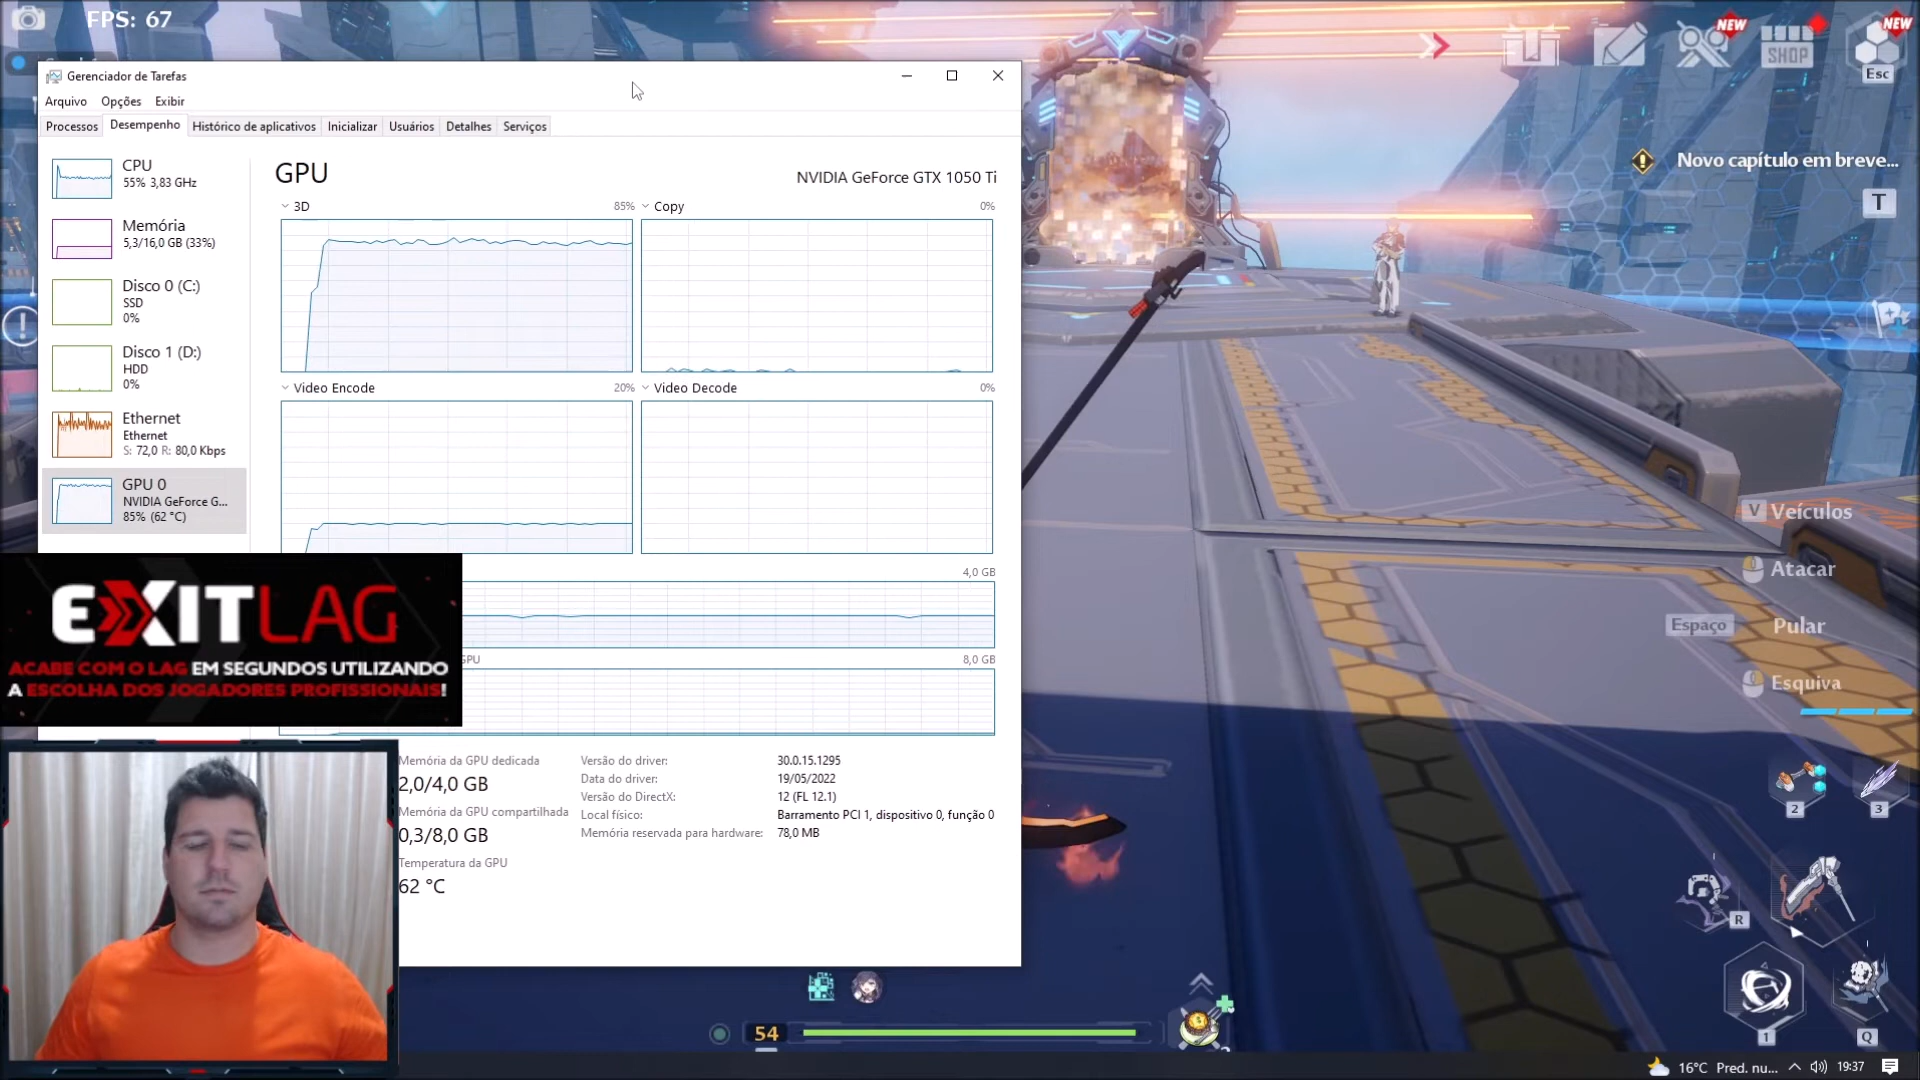 FPS: 67
NEW
NEW
SHOP
Esc
Gerenciador de Tarefas
Arquivo Opções Exibir
Processos Desempenho Histórico de aplicativos Inicializar Usuários Detalhes Serviços
CPU
55% 3,83 GHz
Memória
5,3/16,0 GB (33%)
Disco 0 (C:)
SSD
0%
Disco 1 (D:)
HDD
0%
Ethernet
Ethernet
S: 72,0 R: 80,0 Kbps
GPU 0
NVIDIA GeForce G...
85% (62 °C)
GPU
NVIDIA GeForce GTX 1050 Ti
3D 85%
Copy 0%
Video Encode 20%
Video Decode 0%
4,0 GB
GPU 8,0 GB
EXITLAG
ACABE COM O LAG EM SEGUNDOS UTILIZANDO
A ESCOLHA DOS JOGADORES PROFISSIONAIS!
Memória da GPU dedicada
2,0/4,0 GB
Memória da GPU compartilhada
0,3/8,0 GB
Temperatura da GPU
62 °C
Versão do driver: 30.0.15.1295
Data do driver: 19/05/2022
Versão do DirectX: 12 (FL 12.1)
Local físico: Barramento PCI 1, dispositivo 0, função 0
Memória reservada para hardware: 78,0 MB
Novo capítulo em breve...
T
V Veículos
Atacar
Espaço Pular
Esquiva
2
3
R
1
Q
54
16°C Pred. nu... 19:37